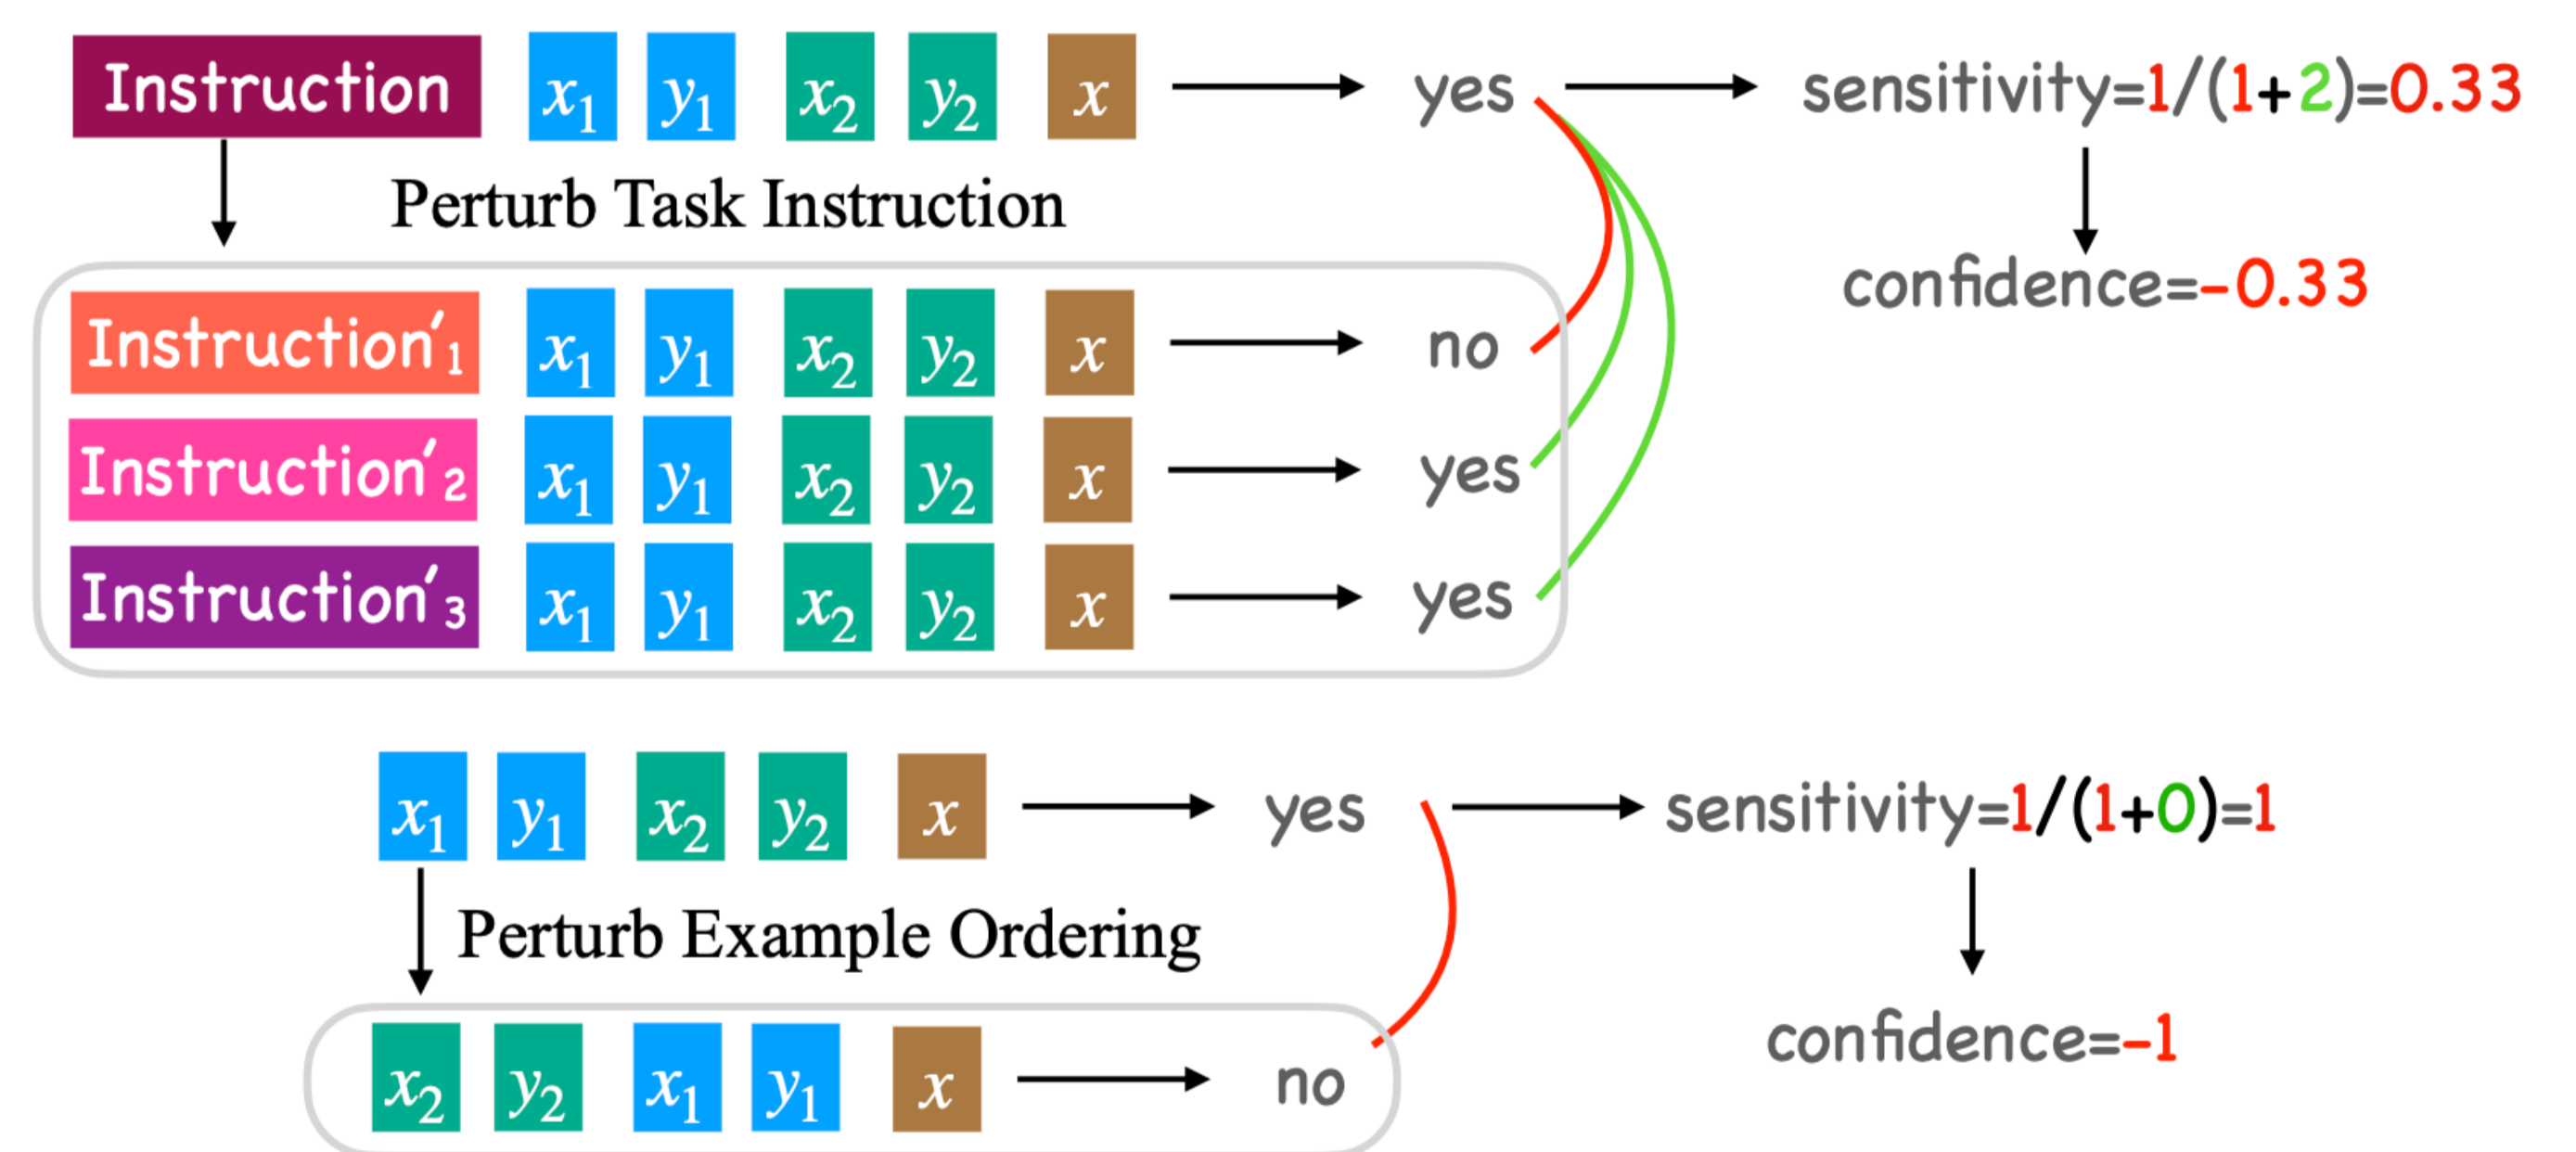 Instruction x1 y1 x2 y2 x yes sensitivity=1/(1+2)=0.33
Perturb Task Instruction
confidence=-0.33
Instruction′1 x1 y1 x2 y2 x no
Instruction′2 x1 y1 x2 y2 x yes
Instruction′3 x1 y1 x2 y2 x yes
x1 y1 x2 y2 x yes sensitivity=1/(1+0)=1
Perturb Example Ordering
confidence=-1
x2 y2 x1 y1 x no